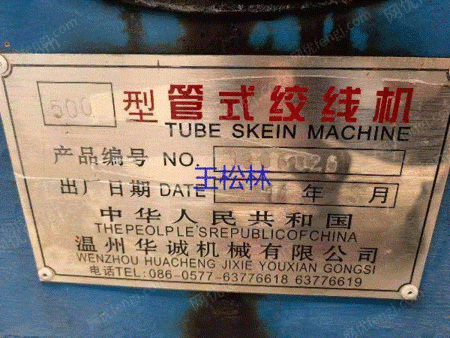 500 型 管式绞线机
TUBE SKEIN MACHINE
产品编号 NO.
王松林
出厂日期 DATE 年 月
中华人民共和国
THEPEOLPLE'SREPUBLICOFCHINA
温州华诚机械有限公司
WENZHOU HUACHENG JIXIE YOUXIAN GONGSI
电话TEL:086-0577-63776618 63776619